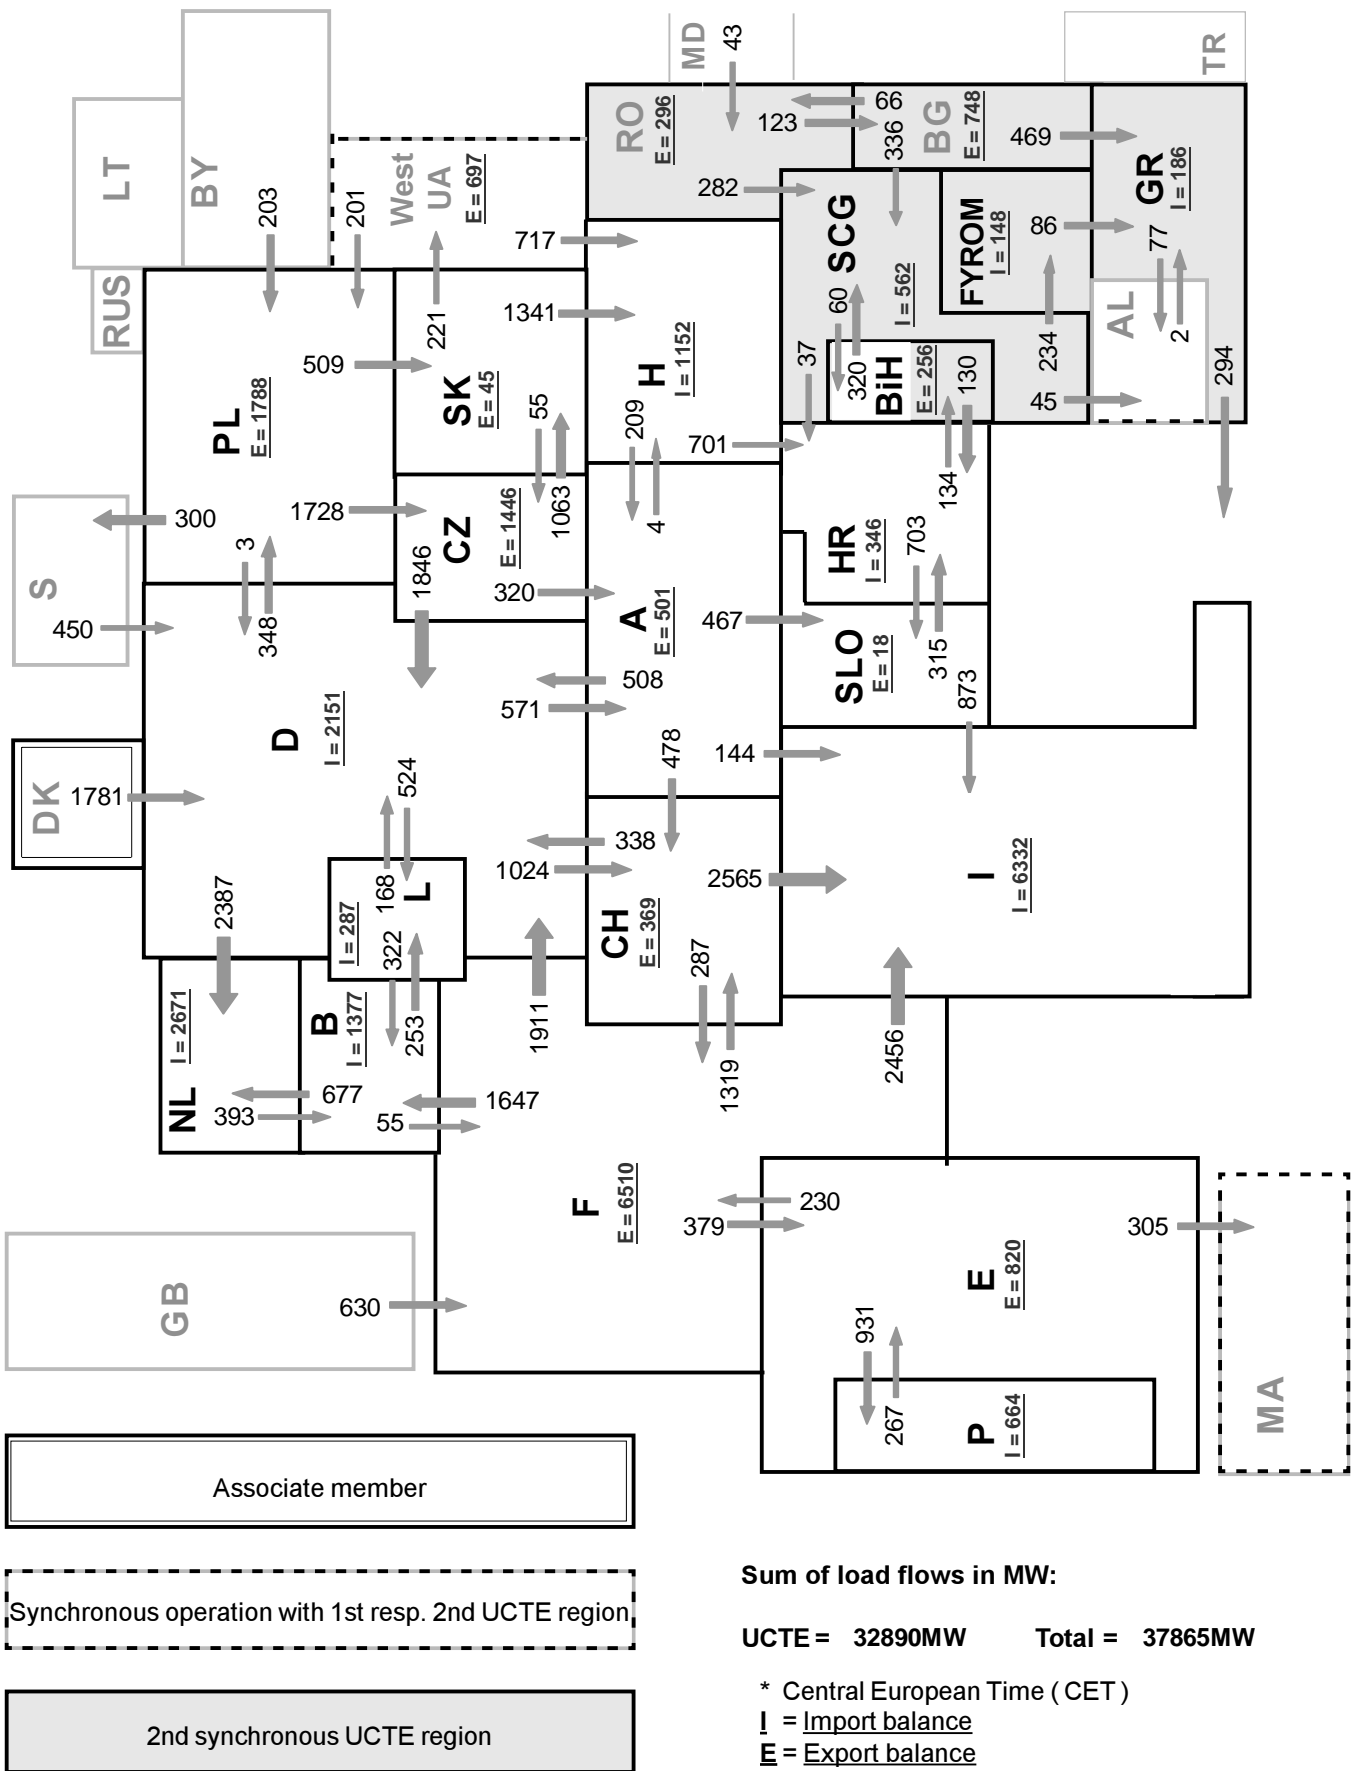 MD
43
TR
LT
BY
RO
E = 296
123
66
336
BG
E = 748
469
GR
I = 186
West
UA
E = 697
203
201
282
SCG
I = 562
FYROM
I = 148
86
77
2
717
RUS
221
1341
60
AL
509
H
I = 1152
37
320
BiH
E = 256
130
234
294
PL
E = 1788
SK
E = 45
55
209
701
45
1063
4
134
S
300
1728
CZ
E = 1446
HR
I = 346
703
3
1846
320
A
E = 501
467
450
348
SLO
E = 18
315
873
508
571
D
I = 2151
478
144
DK
1781
524
338
1024
2565
168
L
I = 287
I
I = 6332
2387
322
CH
E = 369
287
I = 2671
B
I = 1377
253
1911
1319
2456
NL
677
393
1647
55
F
E = 6510
230
379
305
E
E = 820
GB
630
931
267
P
I = 664
MA
Associate member
Synchronous operation with 1st resp. 2nd UCTE region
2nd synchronous UCTE region
Sum of load flows in MW:
UCTE = 32890MW Total = 37865MW
* Central European Time ( CET )
I = Import balance
E = Export balance